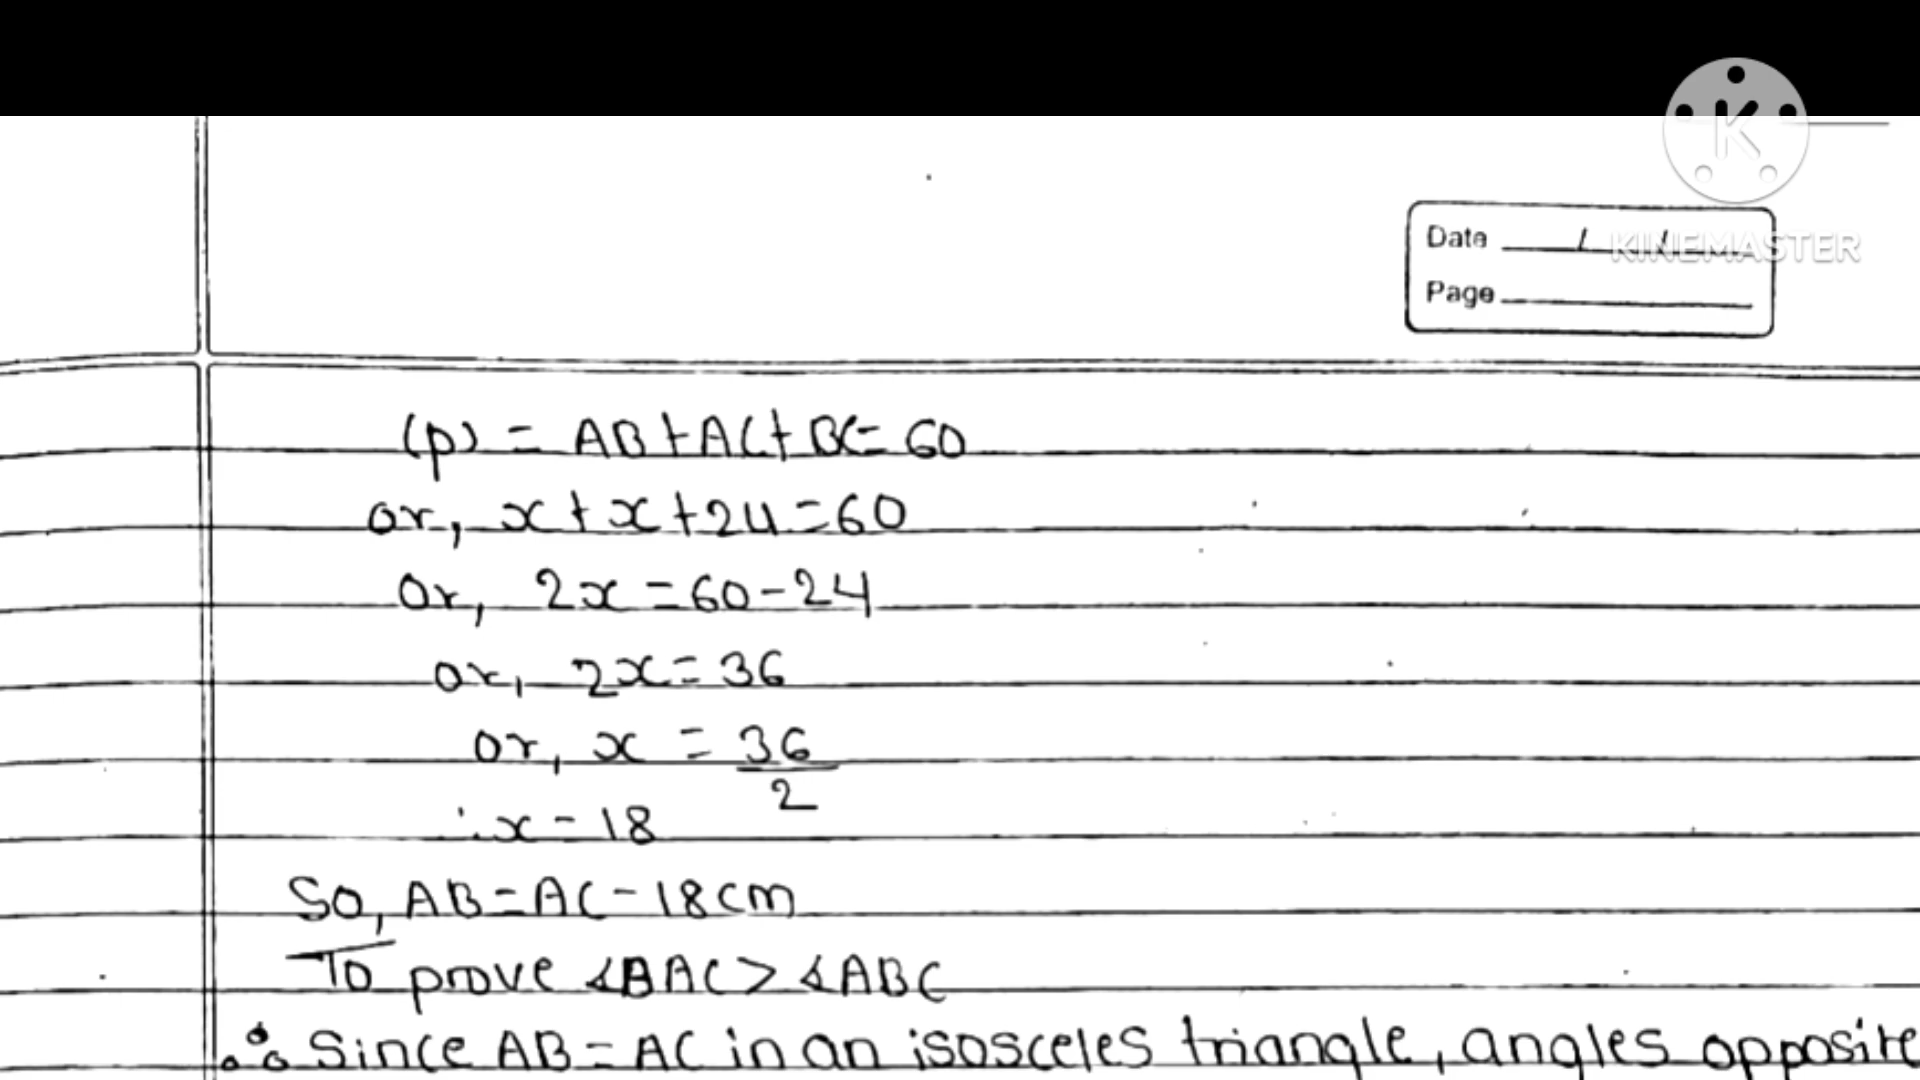 K
KINEMASTER
Date / /
Page
(p) = AB+AC+BC=60
or, x+x+24=60
Or, 2x=60-24
or, 2x=36
or, x = 36/2
∴ x-18
So, AB=AC-18cm
To prove ∡BAC>∡ABC
∴ Since AB=AC in an isosceles triangle, angles opposite